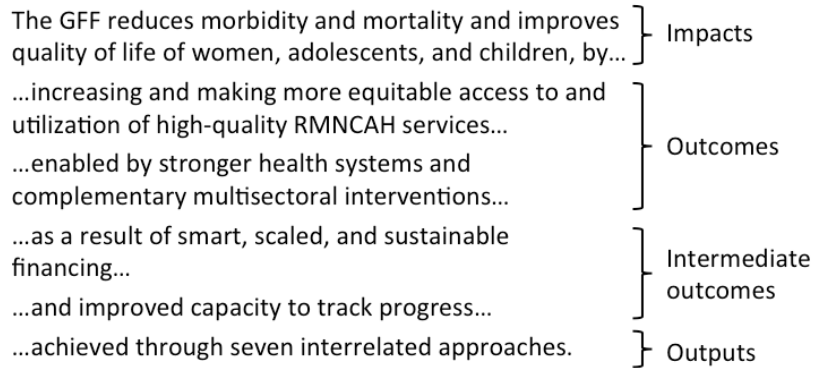 The GFF reduces morbidity and mortality and improves
quality of life of women, adolescents, and children, by...
Impacts
...increasing and making more equitable access to and
utilization of high-quality RMNCAH services...
...enabled by stronger health systems and
complementary multisectoral interventions...
Outcomes
...as a result of smart, scaled, and sustainable
financing...
...and improved capacity to track progress...
Intermediate
outcomes
...achieved through seven interrelated approaches.
Outputs